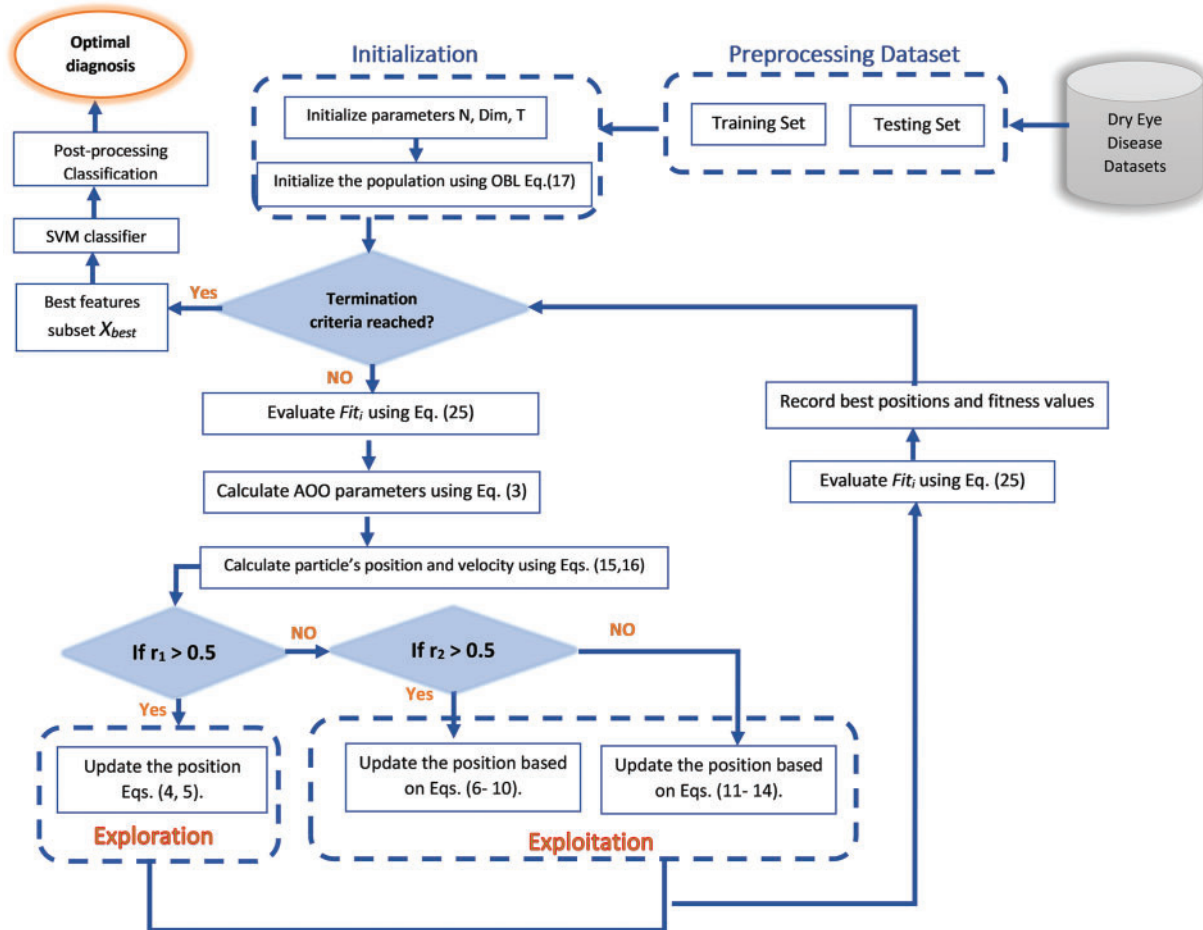 Optimal
diagnosis
Initialization
Preprocessing Dataset
Initialize parameters N, Dim, T
Training Set
Testing Set
Dry Eye
Disease
Datasets
Post-processing
Classification
Initialize the population using OBL Eq.(17)
SVM classifier
Best features
subset Xbest
Yes
Termination
criteria reached?
NO
Evaluate Fiti using Eq. (25)
Record best positions and fitness values
Calculate AOO parameters using Eq. (3)
Evaluate Fiti using Eq. (25)
Calculate particle's position and velocity using Eqs. (15,16)
If r1 > 0.5
NO
If r2 > 0.5
NO
Yes
Yes
Update the position
Eqs. (4, 5).
Exploration
Update the position based
on Eqs. (6- 10).
Update the position based
on Eqs. (11- 14).
Exploitation